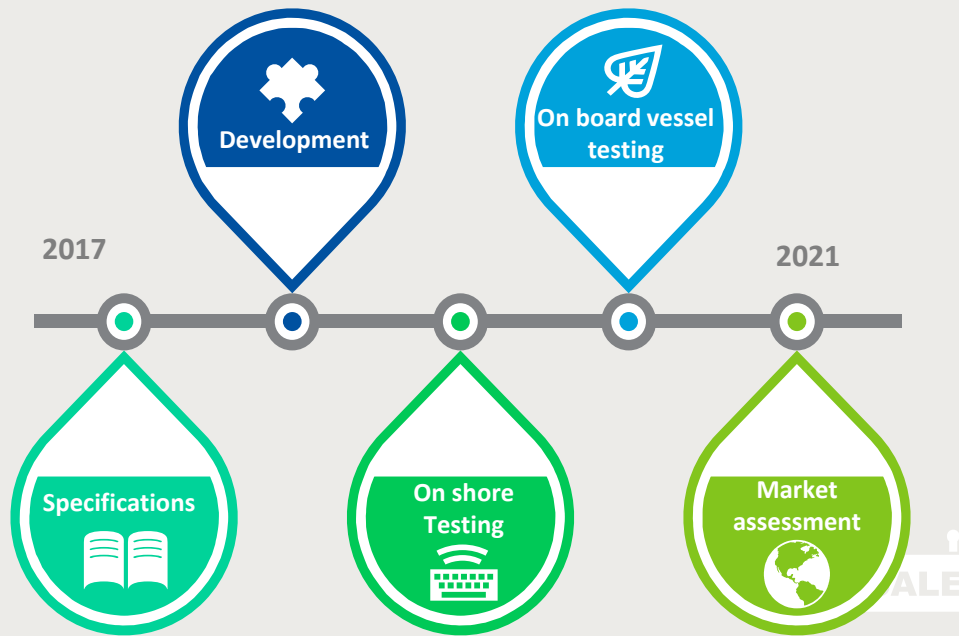 Development
On board vessel
testing
2017
2021
Specifications
On shore
Testing
Market
assessment